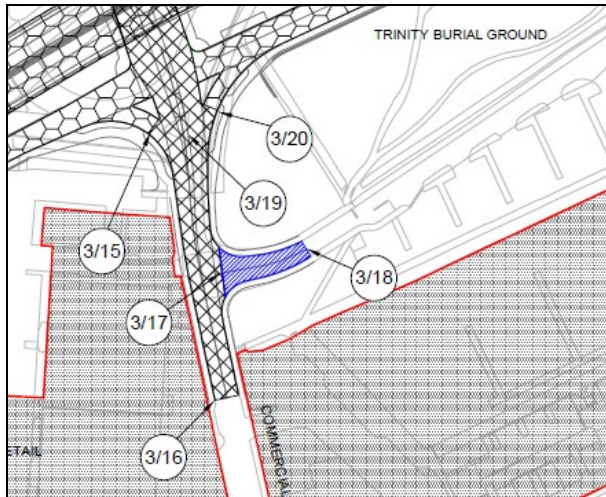 TRINITY BURIAL GROUND
3/20
3/19
3/15
3/18
3/17
3/16
COMMERCIAL
ETAIL